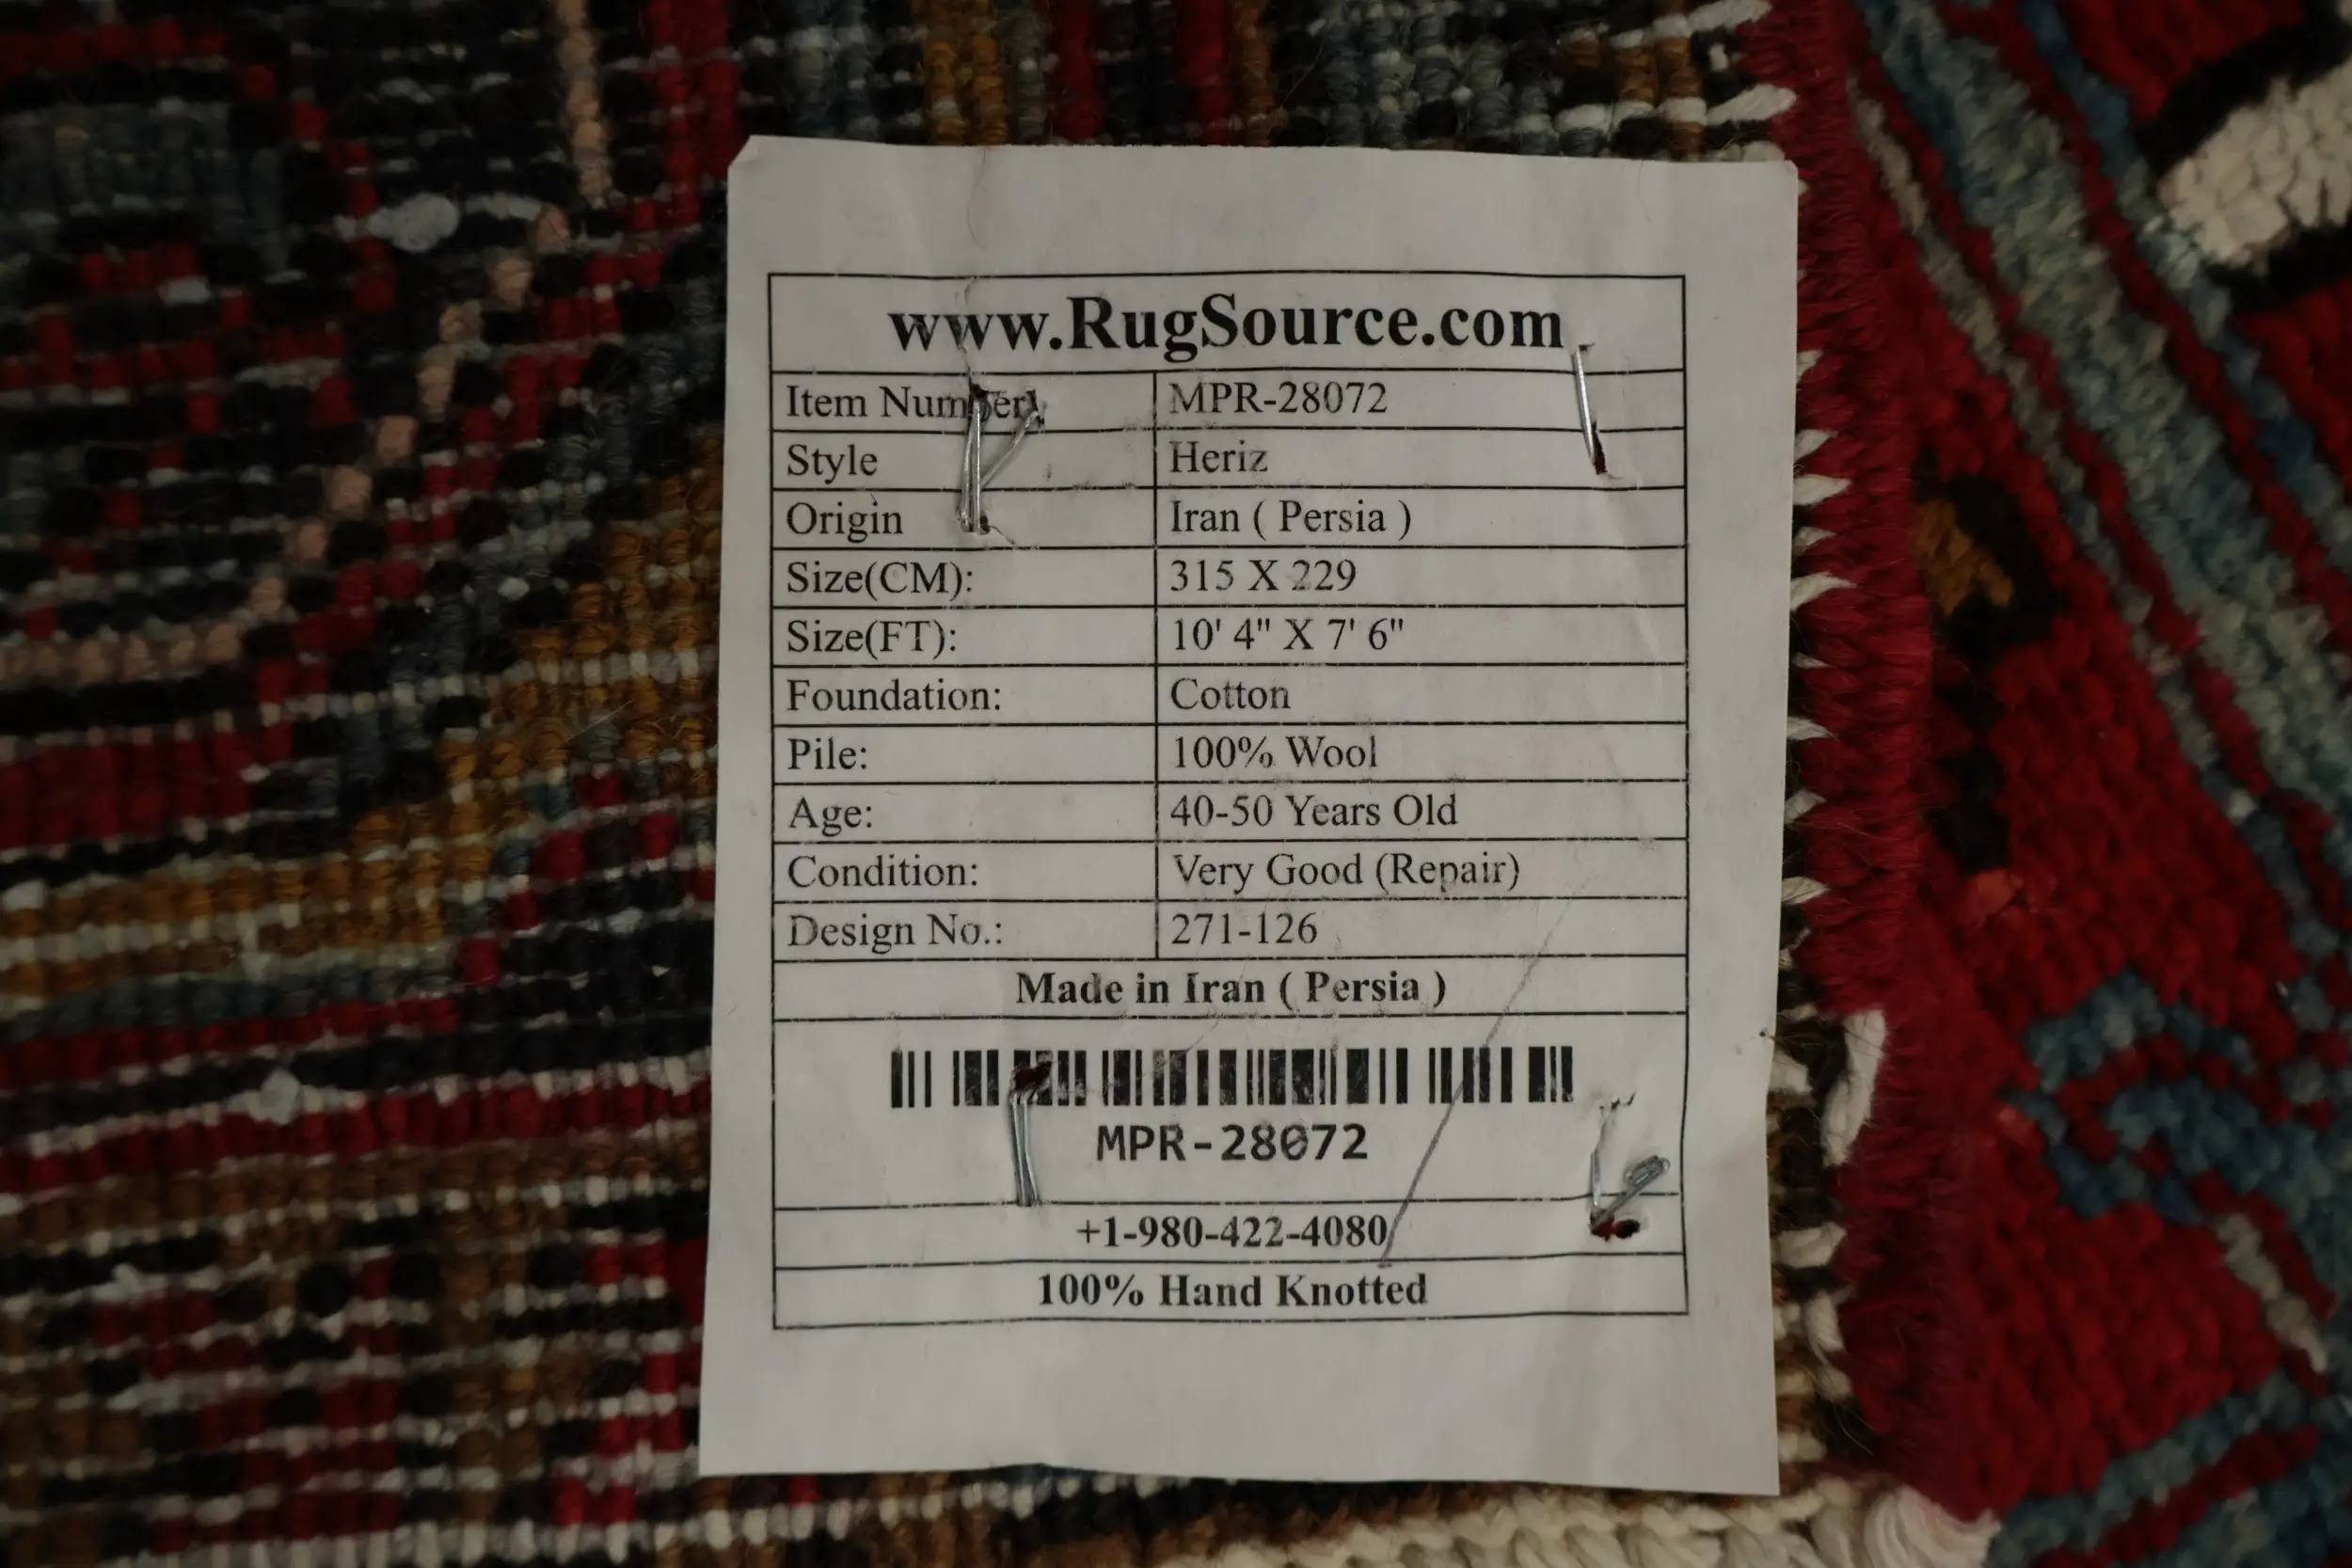 www.RugSource.com
Item Number MPR-28072
Style Heriz
Origin Iran ( Persia )
Size(CM): 315 X 229
Size(FT): 10' 4" X 7' 6"
Foundation: Cotton
Pile: 100% Wool
Age: 40-50 Years Old
Condition: Very Good (Repair)
Design No.: 271-126
Made in Iran ( Persia )
MPR-28072
+1-980-422-4080
100% Hand Knotted